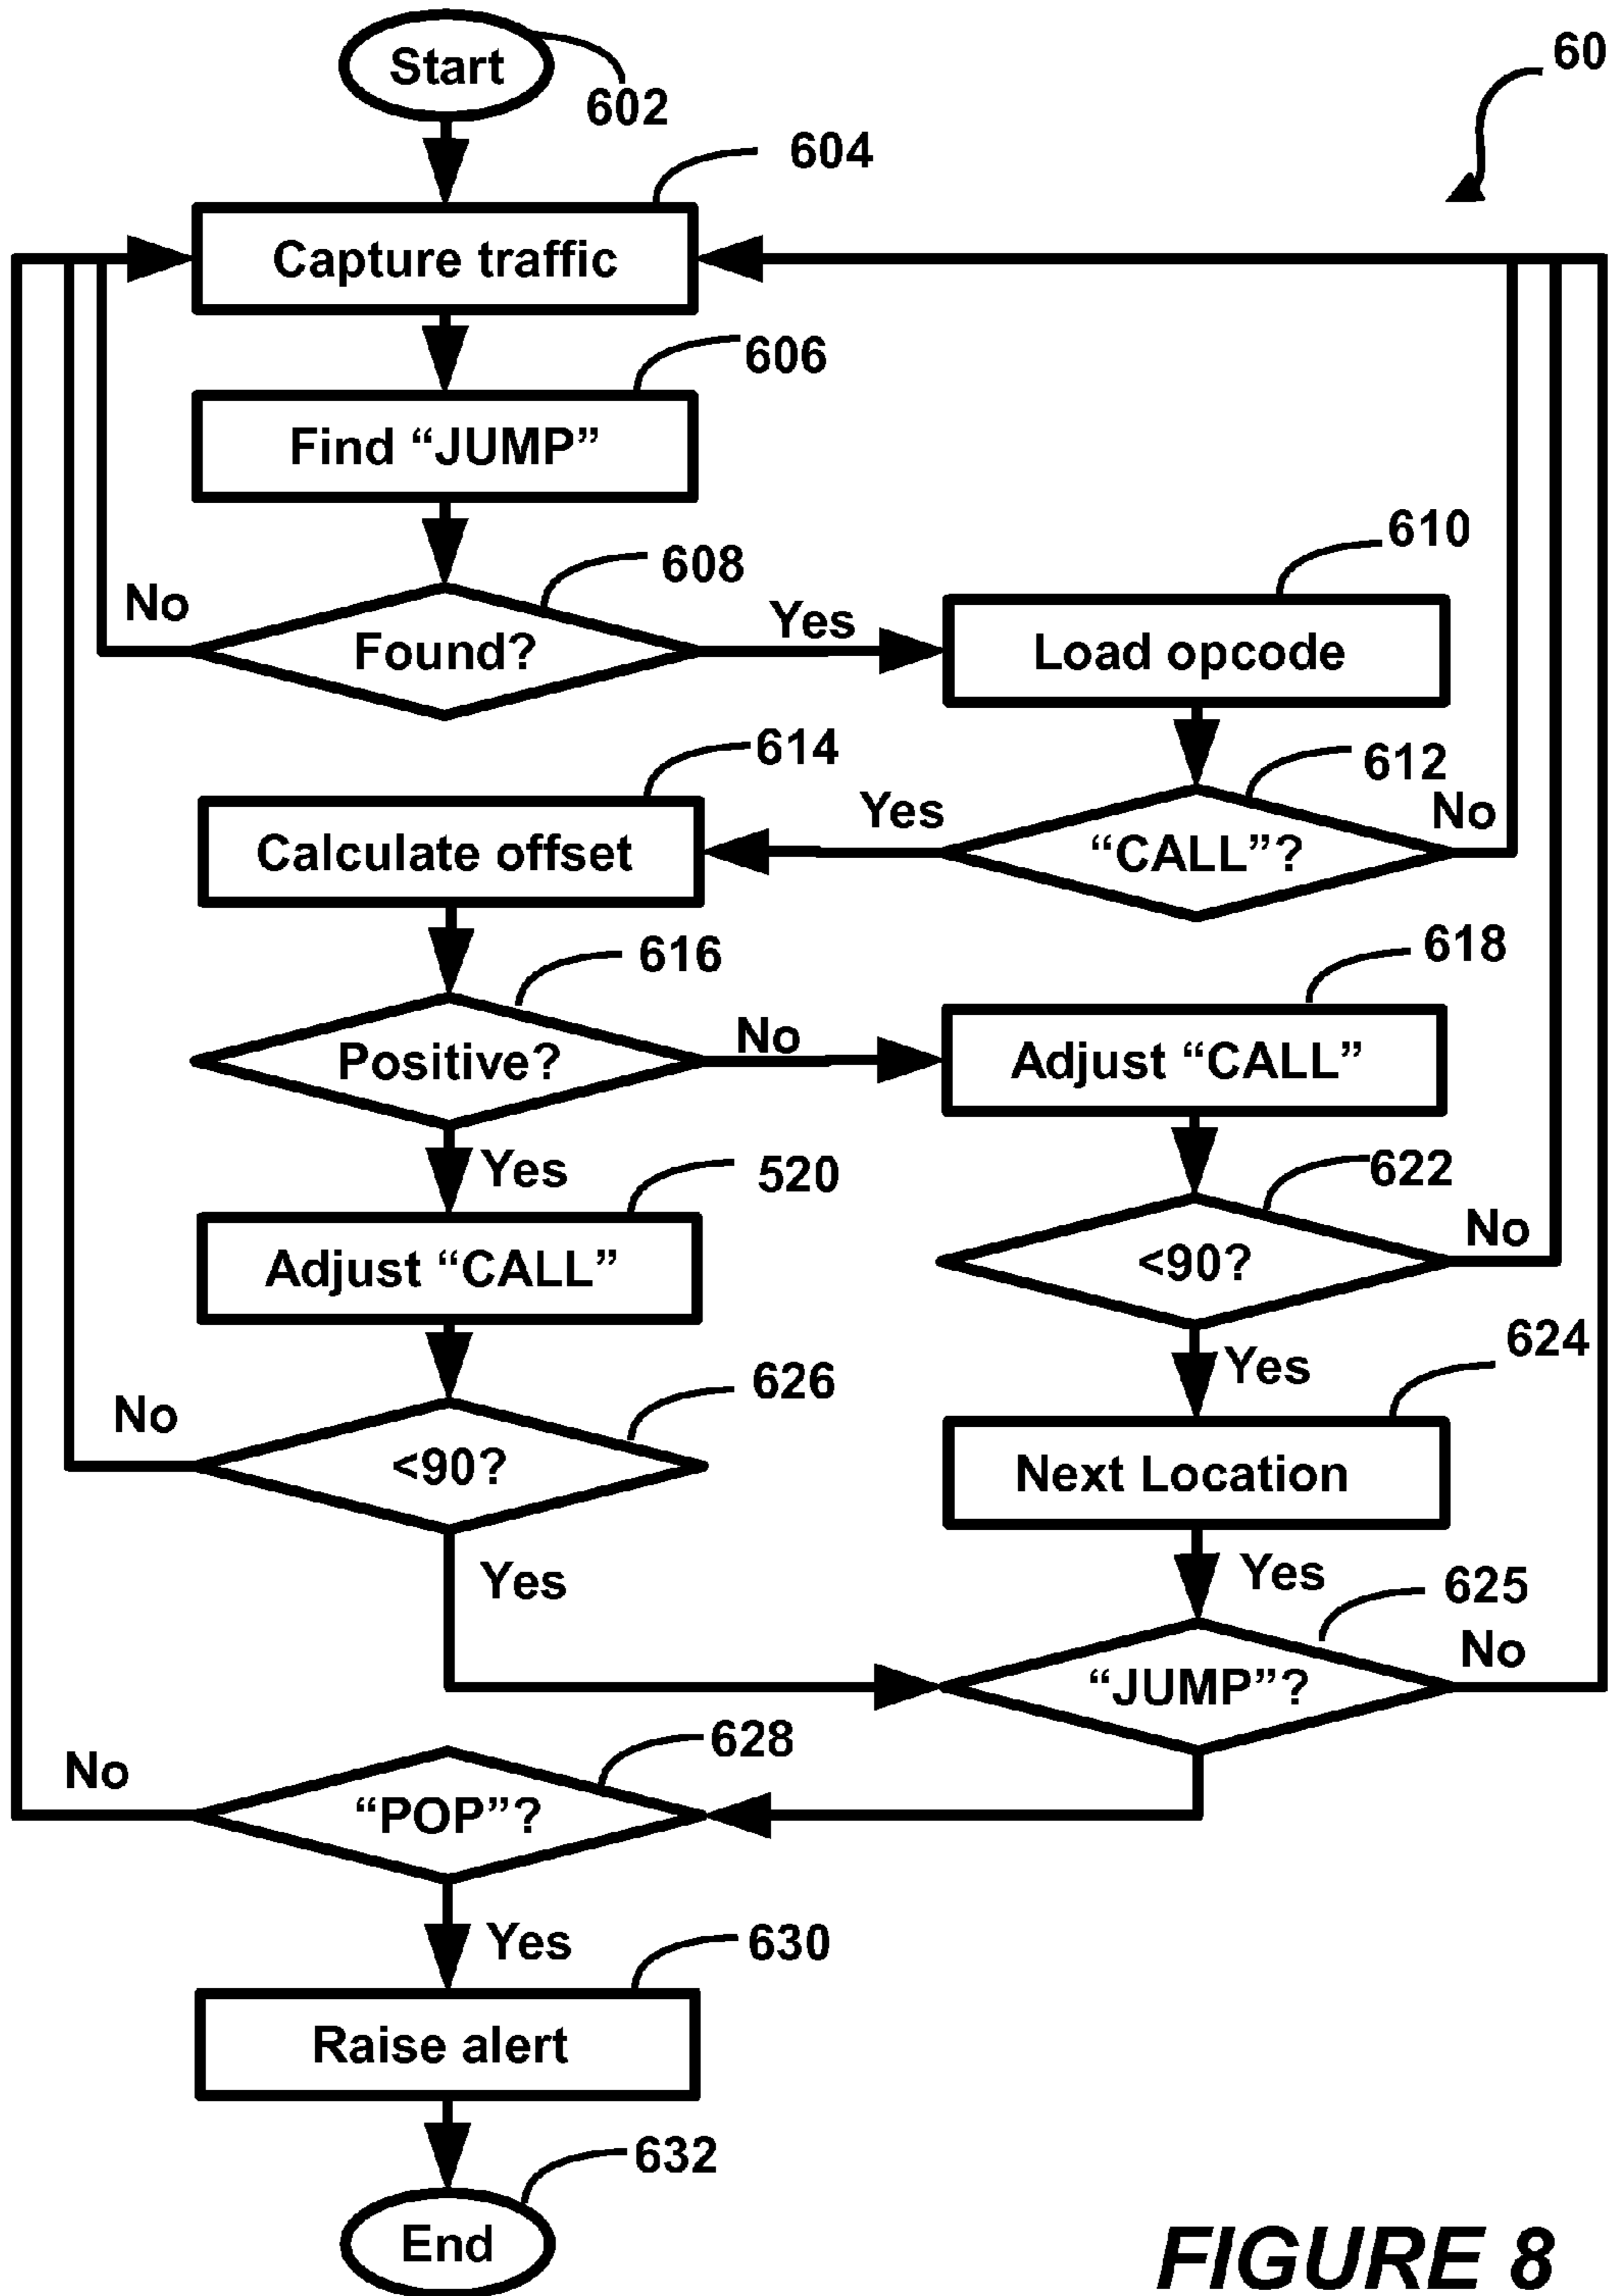 Start
602
60
604
Capture traffic
606
Find “JUMP”
608
610
No
Yes
Found?
Load opcode
614
612
Yes
No
Calculate offset
“CALL”?
616
618
Positive?
No
Adjust “CALL”
Yes
520
622
No
Adjust “CALL”
<90?
624
626
Yes
No
<90?
Next Location
Yes
Yes
625
No
“JUMP”?
628
No
“POP”?
Yes
630
Raise alert
632
End
FIGURE 8